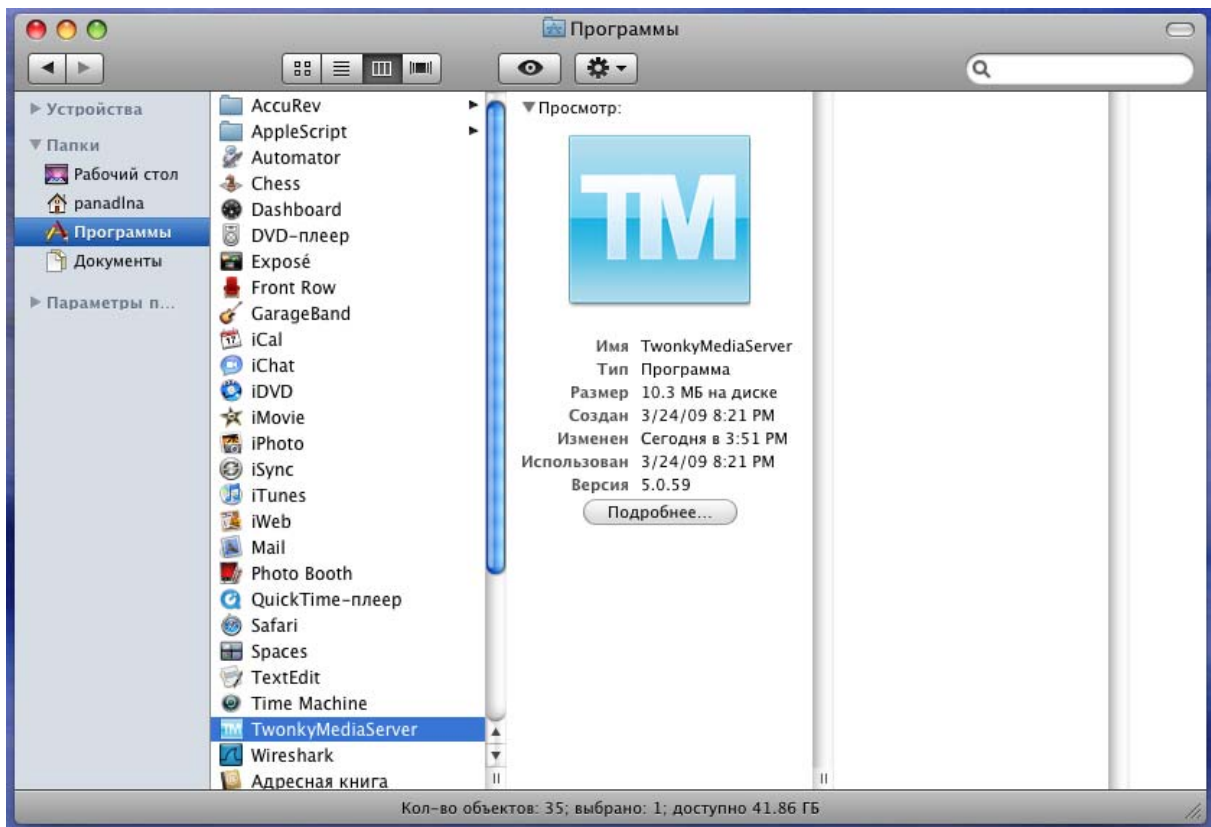 Программы
Устройства
Папки
Рабочий стол
panadlna
Программы
Документы
Параметры п...
AccuRev
AppleScript
Automator
Chess
Dashboard
DVD-плеер
Exposé
Front Row
GarageBand
iCal
iChat
iDVD
iMovie
iPhoto
iSync
iTunes
iWeb
Mail
Photo Booth
QuickTime-плеер
Safari
Spaces
TextEdit
Time Machine
TwonkyMediaServer
Wireshark
Адресная книга
Просмотр:
TM
Имя TwonkyMediaServer
Тип Программа
Размер 10.3 МБ на диске
Создан 3/24/09 8:21 PM
Изменен Сегодня в 3:51 PM
Использован 3/24/09 8:21 PM
Версия 5.0.59
Подробнее...
Кол-во объектов: 35; выбрано: 1; доступно 41.86 ГБ